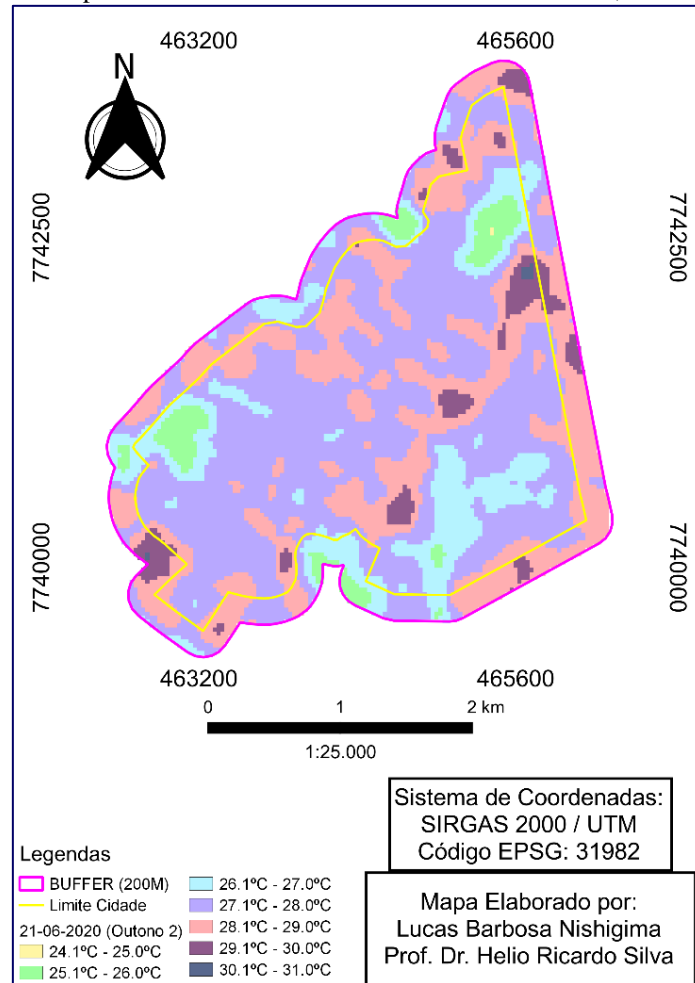 463200 465600
N
7742500 7742500
7740000 7740000
463200 465600
0 1 2 km
1:25.000
Sistema de Coordenadas:
SIRGAS 2000 / UTM
Código EPSG: 31982
Legendas
BUFFER (200M)
Limite Cidade
21-06-2020 (Outono 2)
24.1ºC - 25.0ºC
25.1ºC - 26.0ºC
26.1ºC - 27.0ºC
27.1ºC - 28.0ºC
28.1ºC - 29.0ºC
29.1ºC - 30.0ºC
30.1ºC - 31.0ºC
Mapa Elaborado por:
Lucas Barbosa Nishigima
Prof. Dr. Helio Ricardo Silva